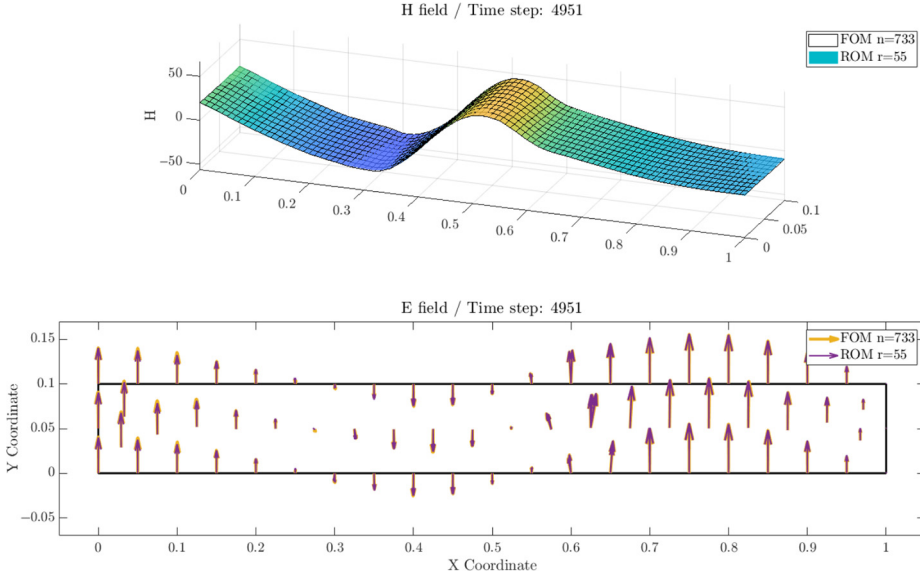 H field / Time step: 4951
FOM n=733
ROM r=55
50
0
−50
H
0
0.1
0.2
0.3
0.4
0.5
0.6
0.7
0.8
0.9
1
0
0.05
0.1
E field / Time step: 4951
FOM n=733
ROM r=55
0.15
0.1
0.05
0
−0.05
Y Coordinate
0 0.1 0.2 0.3 0.4 0.5 0.6 0.7 0.8 0.9 1
X Coordinate